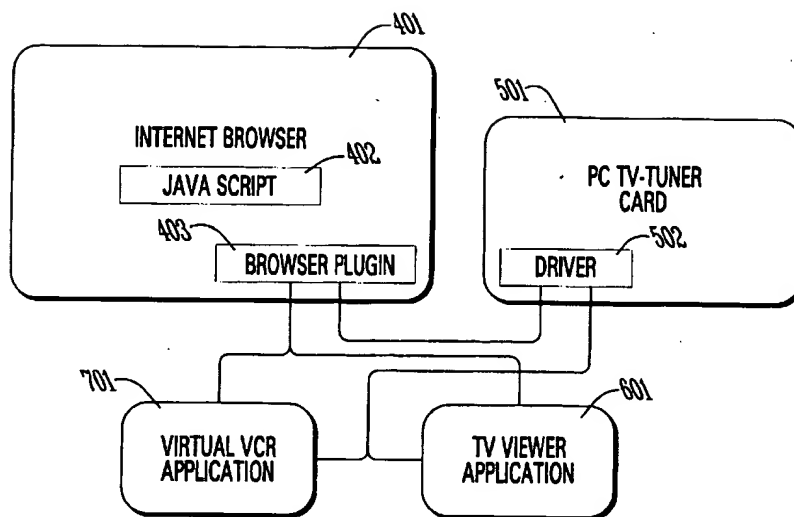 401
INTERNET BROWSER
402
JAVA SCRIPT
403
BROWSER PLUGIN
501
PC TV-TUNER
CARD
502
DRIVER
701
VIRTUAL VCR
APPLICATION
601
TV VIEWER
APPLICATION